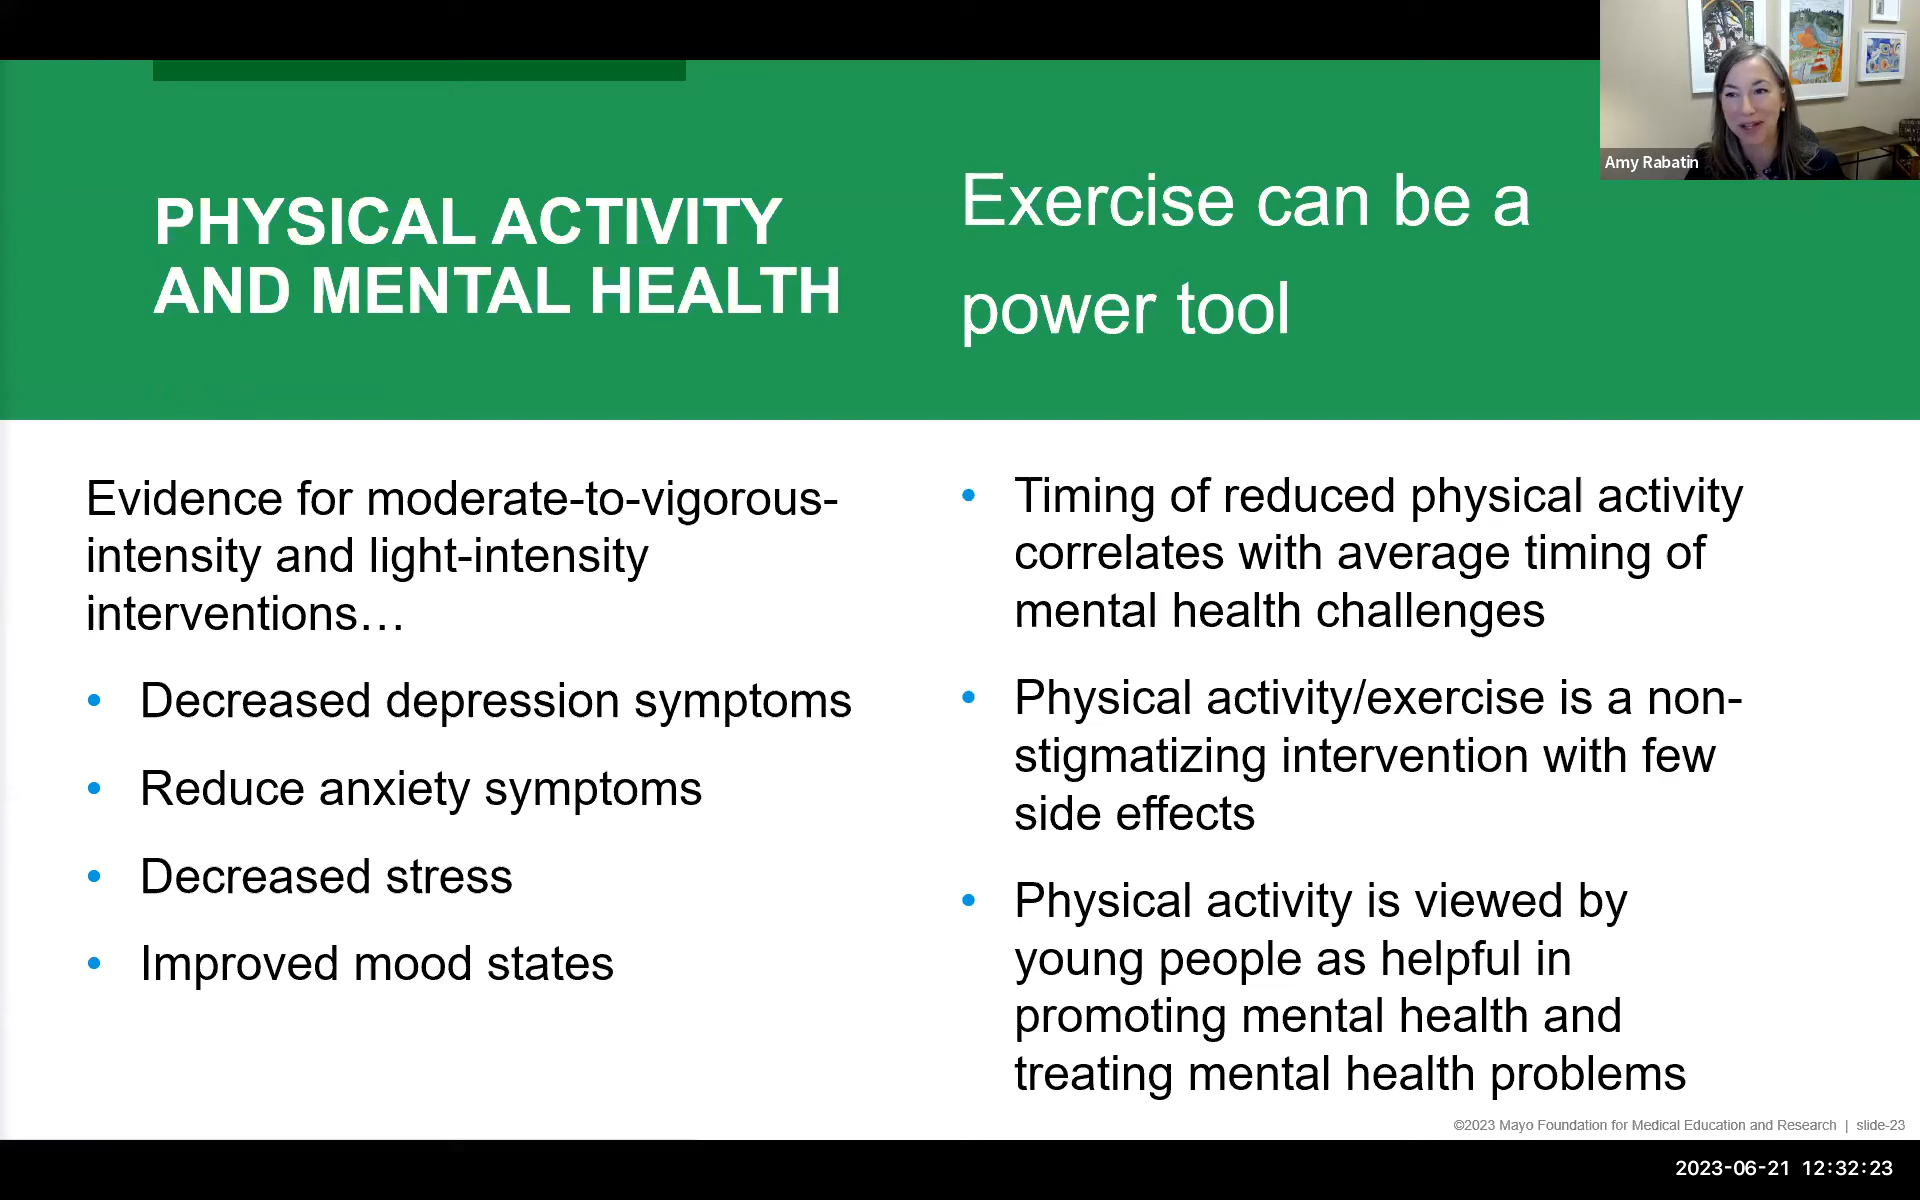 Amy Rabatin
PHYSICAL ACTIVITY
AND MENTAL HEALTH
Exercise can be a
power tool
Evidence for moderate-to-vigorous-
intensity and light-intensity
interventions…
• Decreased depression symptoms
• Reduce anxiety symptoms
• Decreased stress
• Improved mood states
• Timing of reduced physical activity
correlates with average timing of
mental health challenges
• Physical activity/exercise is a non-
stigmatizing intervention with few
side effects
• Physical activity is viewed by
young people as helpful in
promoting mental health and
treating mental health problems
©2023 Mayo Foundation for Medical Education and Research | slide-23
2023-06-21 12:32:23